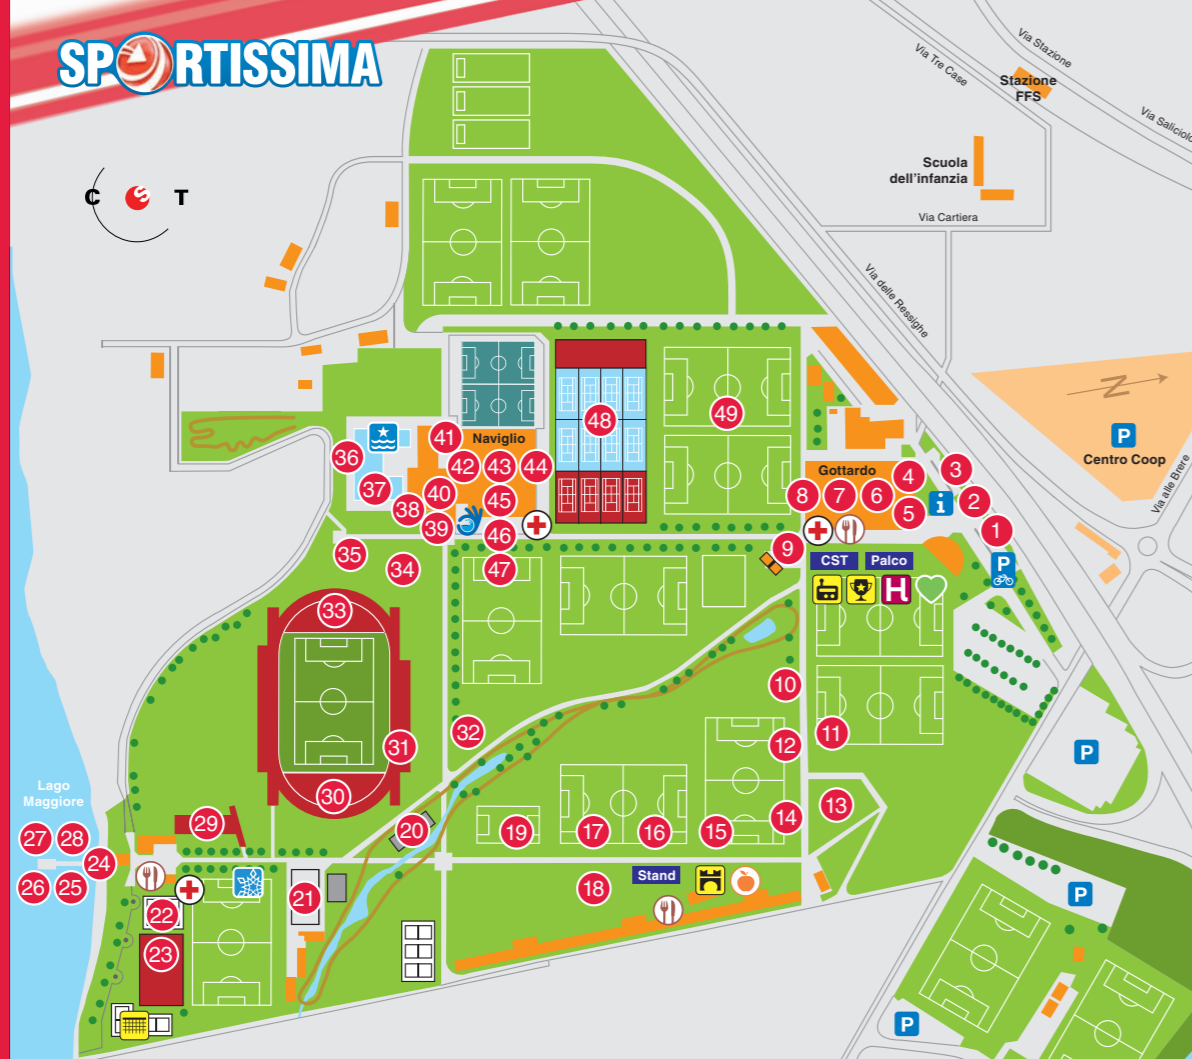 SPORTISSIMA
Via Stazione
Via Tre Case
Stazione
FFS
Via Saliciolo
C S T
Scuola
dell'infanzia
Via Cartiera
Via delle Ressighe
N
P
Centro Coop
Via alle Brere
49
48
41
Naviglio
36
42
43
44
37
40
45
38
39
46
47
35
34
33
Gottardo
4
3
8
7
6
5
i
2
1
9
P
CST
Palco
H
10
11
12
32
31
30
P
13
14
15
16
17
19
20
29
Lago
Maggiore
27
28
24
26
25
18
Stand
21
22
23
P
P